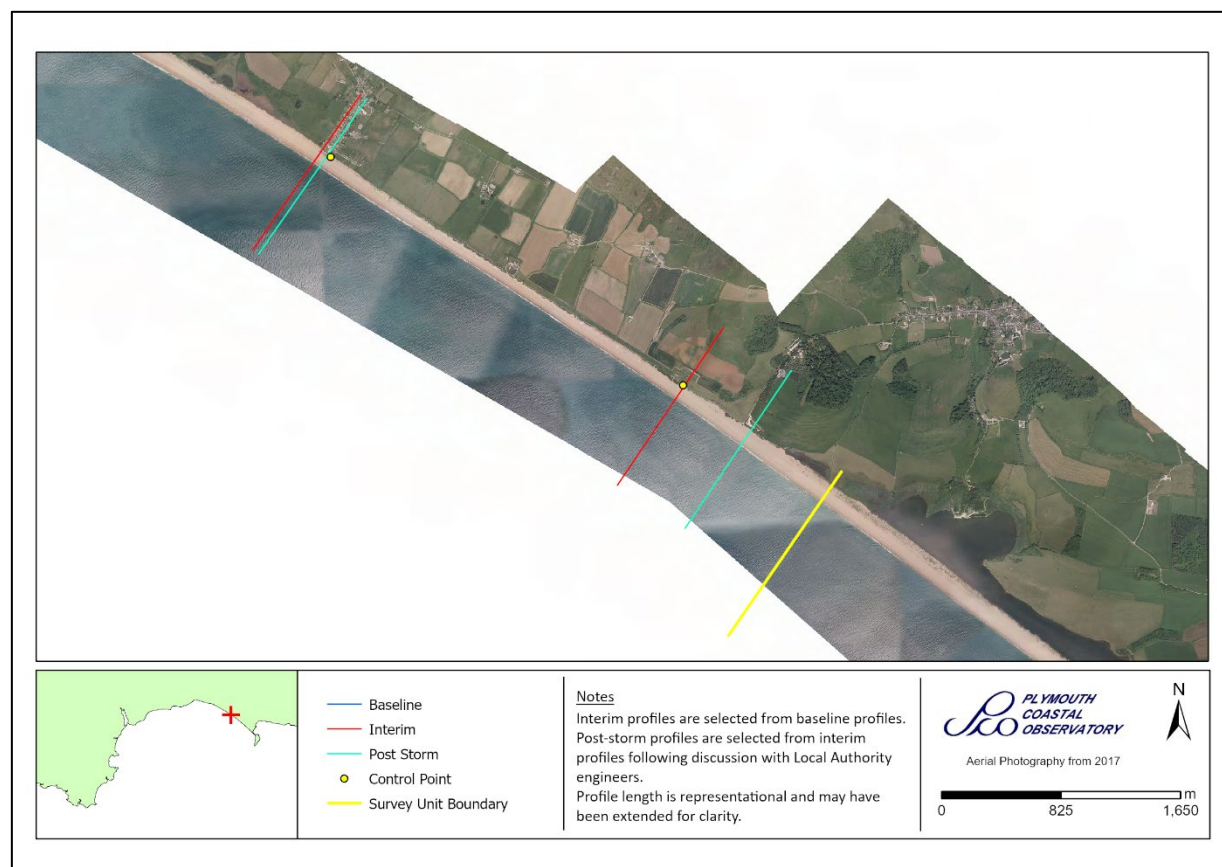 Baseline
Interim
Post Storm
Control Point
Survey Unit Boundary
Notes
Interim profiles are selected from baseline profiles.
Post-storm profiles are selected from interim
profiles following discussion with Local Authority
engineers.
Profile length is representational and may have
been extended for clarity.
PLYMOUTH
COASTAL
OBSERVATORY
Aerial Photography from 2017
N
m
0 825 1,650